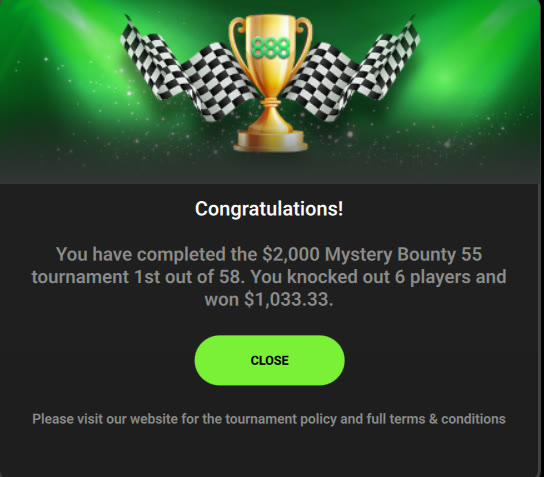 888
Congratulations!
You have completed the $2,000 Mystery Bounty 55
tournament 1st out of 58. You knocked out 6 players and
won $1,033.33.
CLOSE
Please visit our website for the tournament policy and full terms & conditions